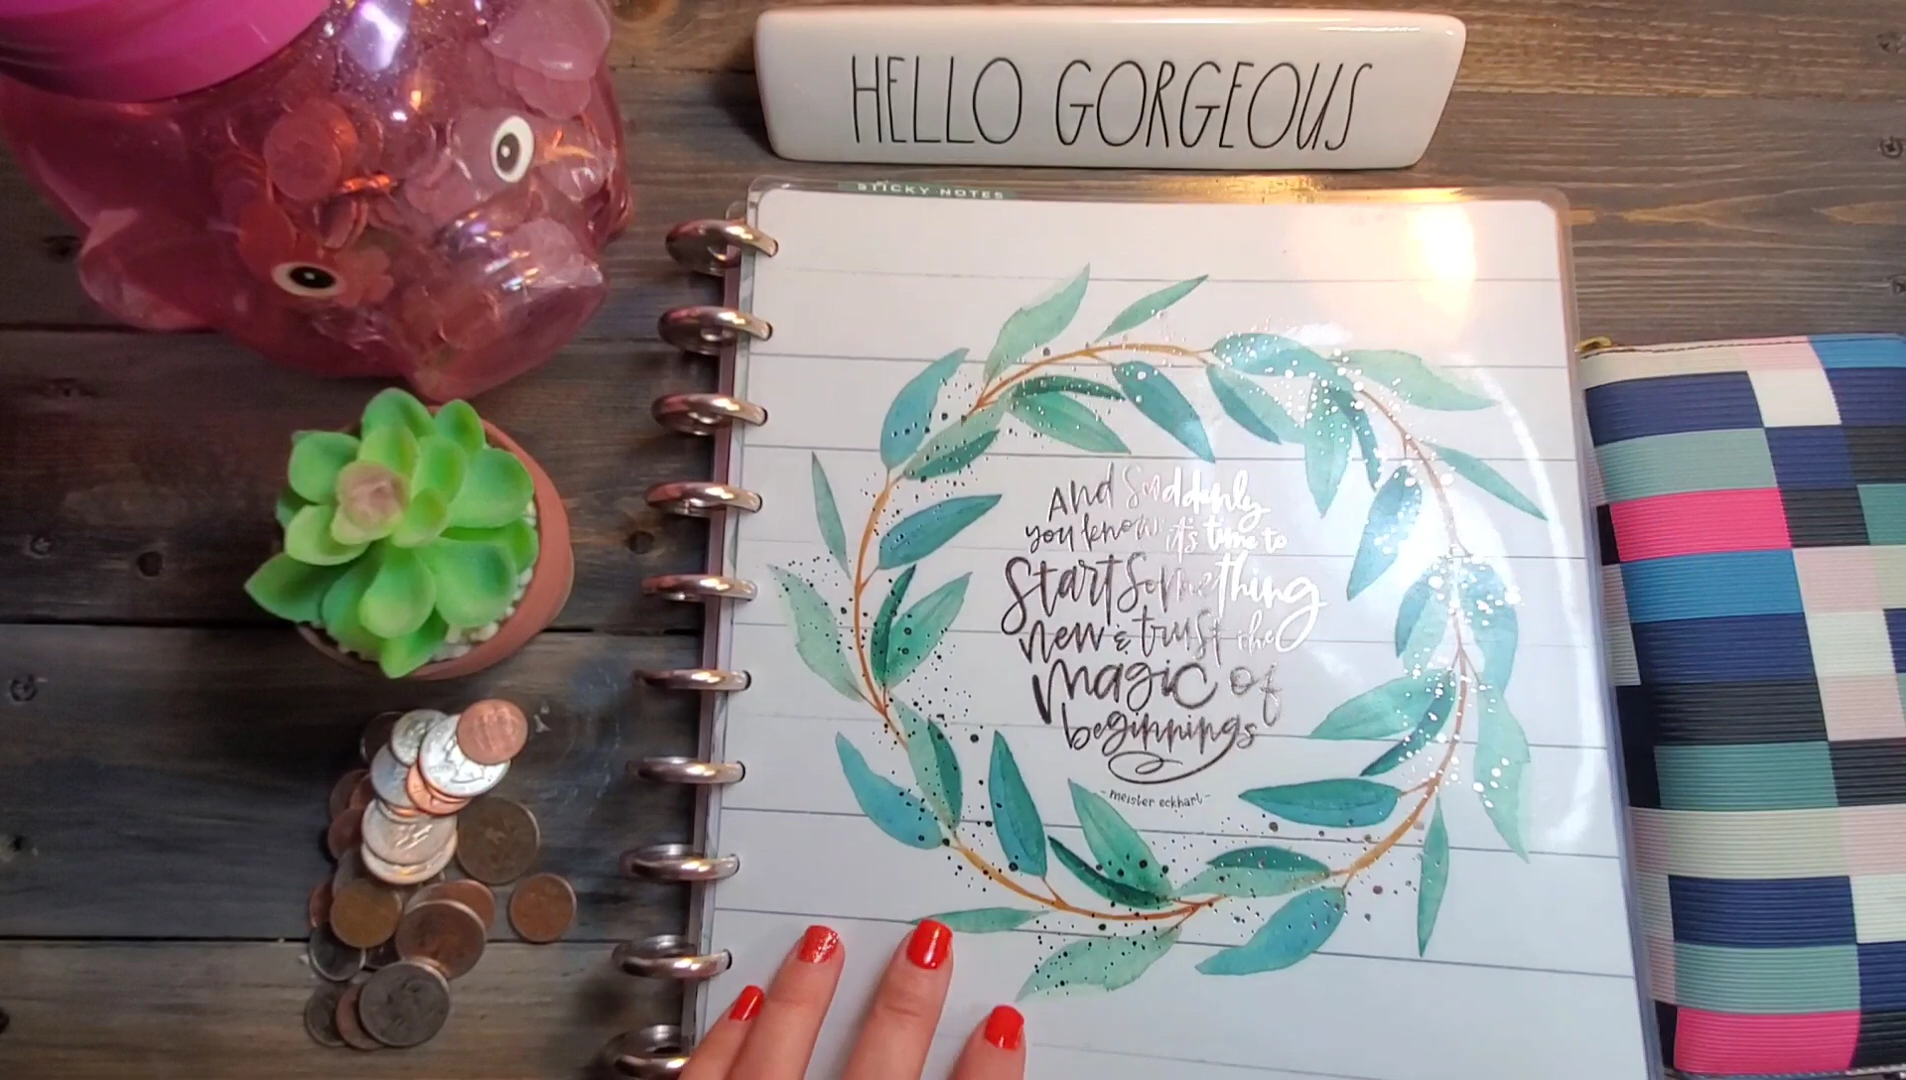 HELLO GORGEOUS
STICKY NOTES
And Suddenly
you know it's time to
Start Something
new & trust the
magic of
beginnings
- meister eckhart -